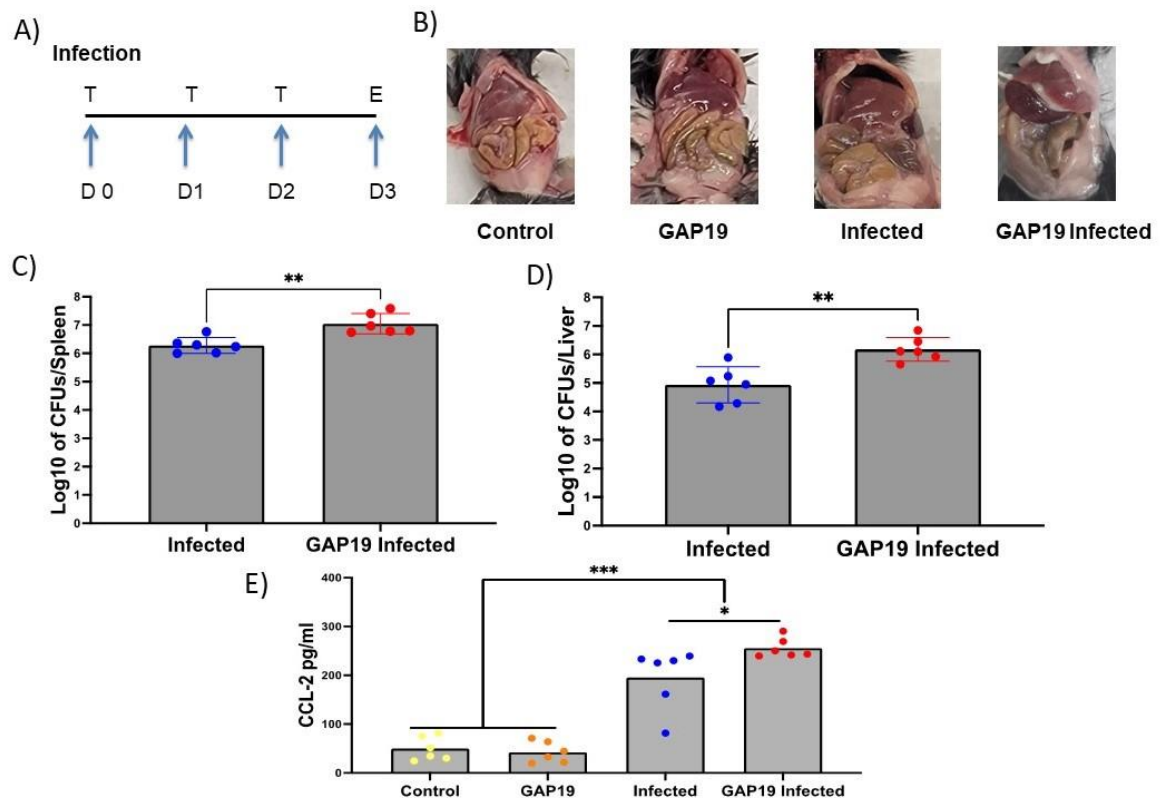 A)
Infection
T T T E
D 0 D1 D2 D3
B)
Control GAP19 Infected GAP19 Infected
C)
**
Log10 of CFUs/Spleen
8
7
6
5
4
3
2
1
0
Infected GAP19 Infected
D)
**
Log10 of CFUs/Liver
8
7
6
5
4
3
2
1
0
Infected GAP19 Infected
E)
***
*
CCL-2 pg/ml
400
300
200
100
0
Control GAP19 Infected GAP19 Infected